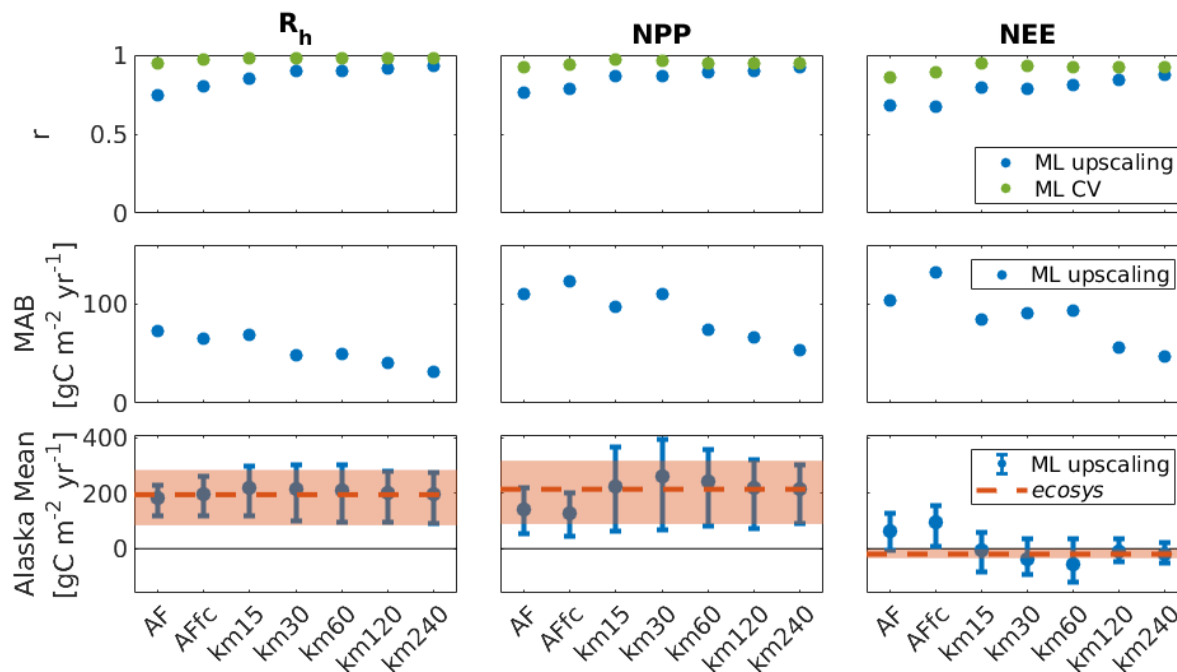 R_h
NPP
NEE
r
1
0.5
0
ML upscaling
ML CV
MAB
[gC m^-2 yr^-1]
100
0
ML upscaling
Alaska Mean
[gC m^-2 yr^-1]
400
200
0
ML upscaling
ecosys
AF
AFfc
km15
km30
km60
km120
km240
AF
AFfc
km15
km30
km60
km120
km240
AF
AFfc
km15
km30
km60
km120
km240